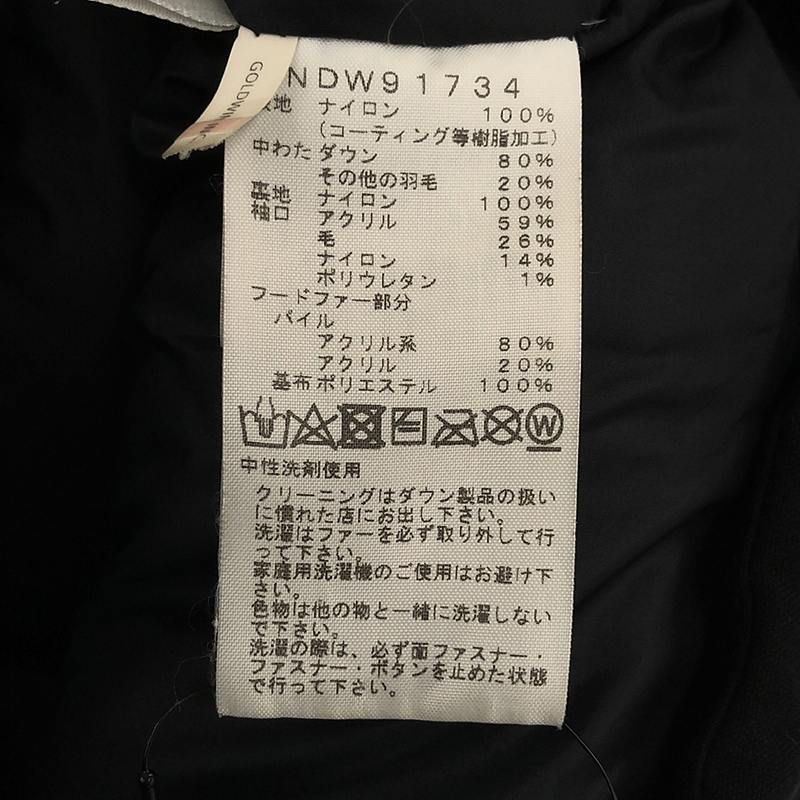 GOLDWIN INC
NDW91734
表地 ナイロン 100%
(コーティング等樹脂加工)
中わた ダウン 80%
その他の羽毛 20%
裏地 ナイロン 100%
袖口 アクリル 59%
毛 26%
ナイロン 14%
ポリウレタン 1%
フードファー部分
パイル
アクリル系 80%
アクリル 20%
基布 ポリエステル 100%
W
中性洗剤使用
クリーニングはダウン製品の扱い
に慣れた店にお出し下さい。
洗濯はファーを必ず取り外して行
って下さい。
家庭用洗濯機のご使用はお避け下
さい。
色物は他の物と一緒に洗濯しない
で下さい。
洗濯の際は、必ず面ファスナー・
ファスナー・ボタンを止めた状態
で行って下さい。